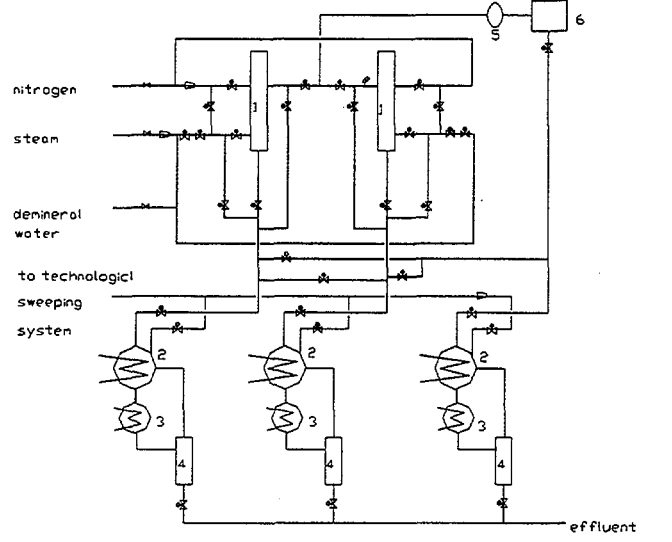 6
5
nitrogen
1
1
steam
demineral
water
to technologicl
sweeping
system
2
2
2
3
3
3
4
4
4
effluent